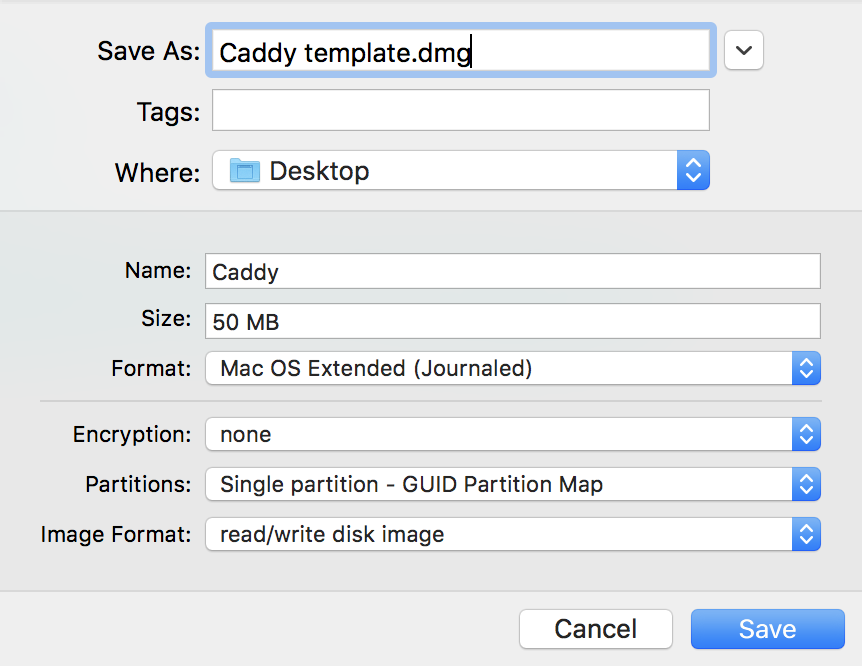 Save As: Caddy template.dmg
Tags:
Where: Desktop
Name: Caddy
Size: 50 MB
Format: Mac OS Extended (Journaled)
Encryption: none
Partitions: Single partition - GUID Partition Map
Image Format: read/write disk image
Cancel Save